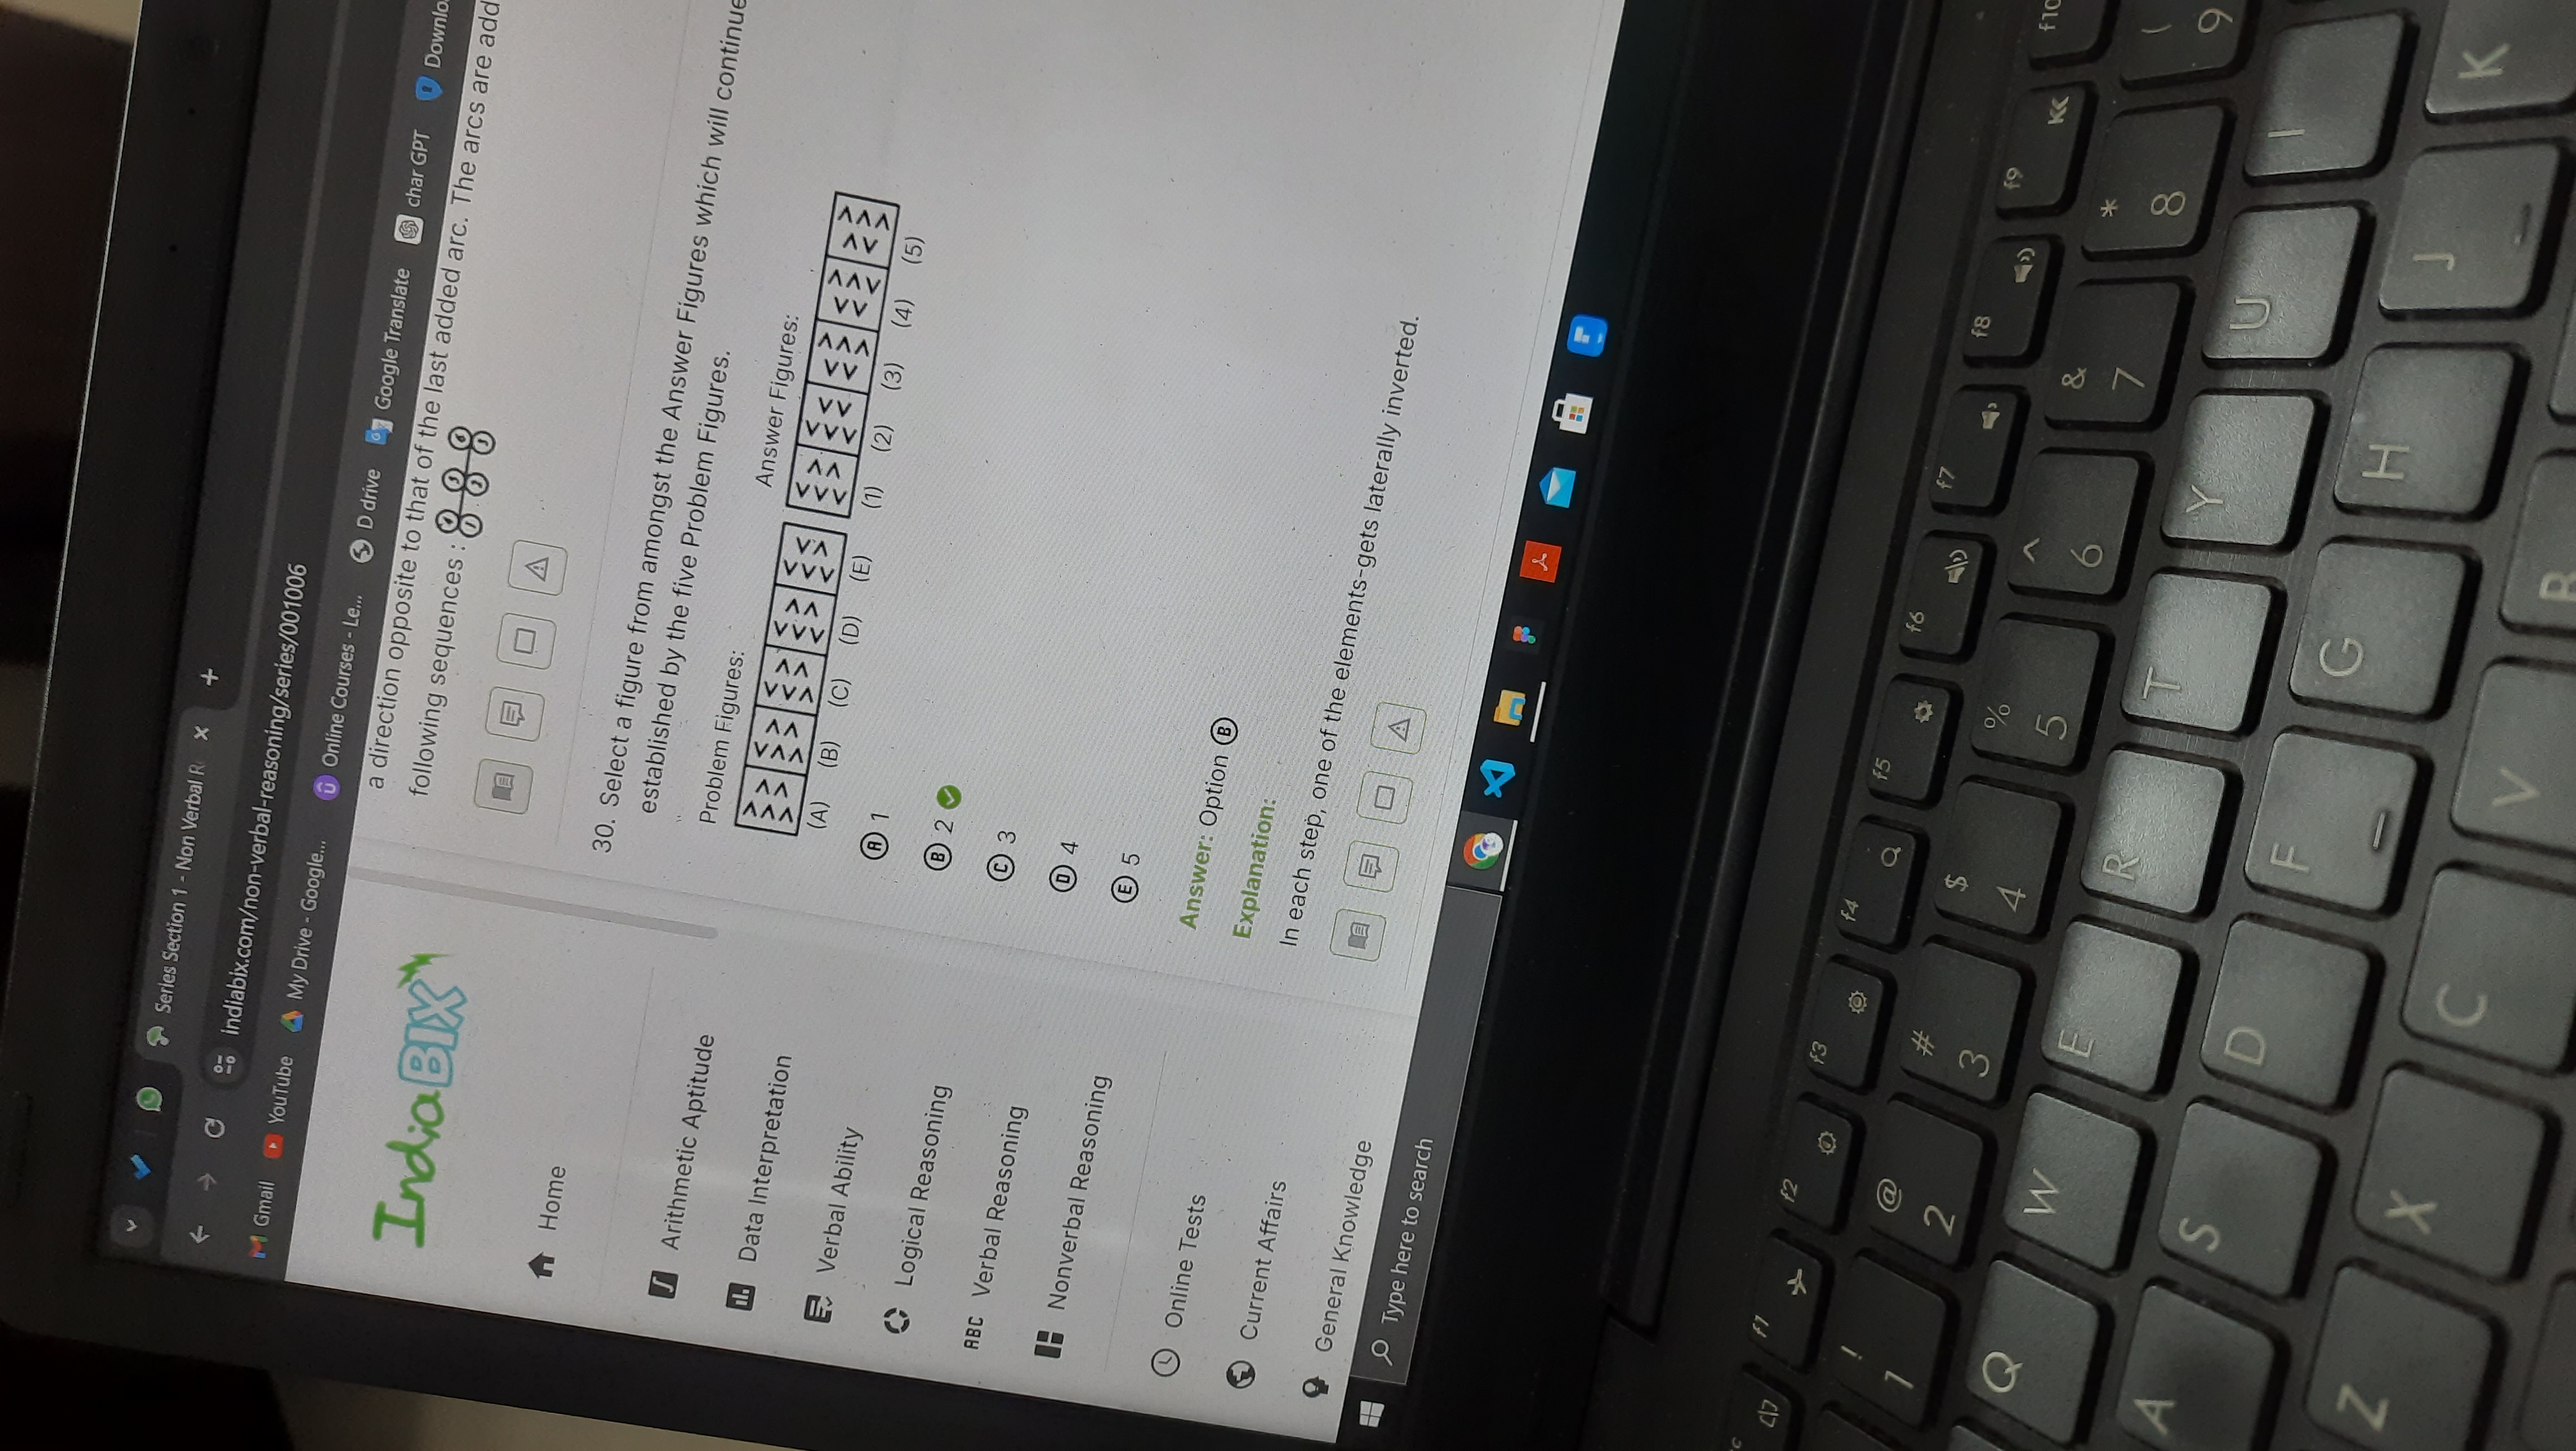 Series Section 1 - Non Verbal R
indiabix.com/non-verbal-reasoning/series/001006
Gmail YouTube My Drive - Google... Online Courses - Le... D drive Google Translate char GPT Downlo
IndiaBIX
Home
Arithmetic Aptitude
Data Interpretation
Verbal Ability
Logical Reasoning
ABC Verbal Reasoning
Nonverbal Reasoning
Online Tests
Current Affairs
General Knowledge
a direction opposite to that of the last added arc. The arcs are add
following sequences :
30. Select a figure from amongst the Answer Figures which will continue
established by the five Problem Figures.
Problem Figures:
Answer Figures:
(A) (B) (C) (D) (E) (1) (2) (3) (4) (5)
A 1
B 2
C 3
D 4
E 5
Answer: Option B
Explanation:
In each step, one of the elements-gets laterally inverted.
Type here to search
f1 f2 f3 f4 f5 f6 f7 f8 f9 f10
! 1 @ 2 # 3 $ 4 % 5 ^ 6 & 7 * 8 ( 9
Q W E R T Y U I
A S D F G H J K
Z X C V B